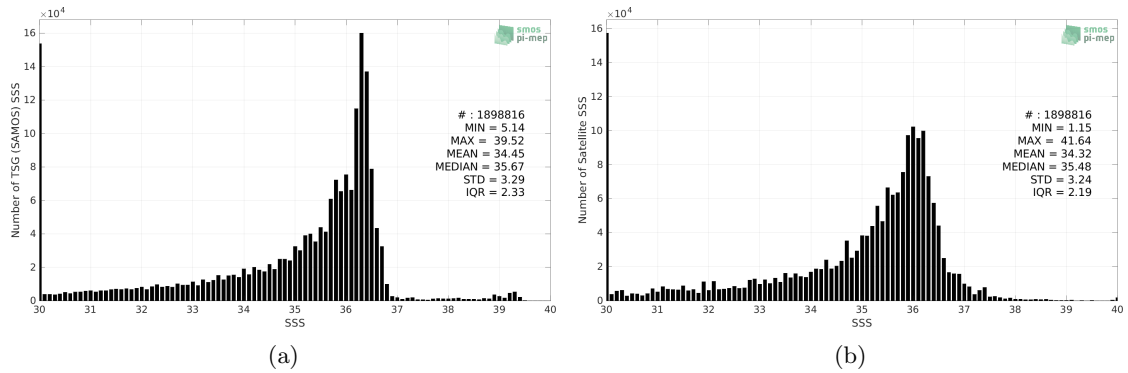 ×10⁴
16
14
12
10
8
6
4
2
0
Number of TSG (SAMOS) SSS
30 31 32 33 34 35 36 37 38 39 40
SSS
smos
pi-mep
# : 1898816
MIN = 5.14
MAX = 39.52
MEAN = 34.45
MEDIAN = 35.67
STD = 3.29
IQR = 2.33
(a)
×10⁴
16
14
12
10
8
6
4
2
0
Number of Satellite SSS
30 31 32 33 34 35 36 37 38 39 40
SSS
smos
pi-mep
# : 1898816
MIN = 1.15
MAX = 41.64
MEAN = 34.32
MEDIAN = 35.48
STD = 3.24
IQR = 2.19
(b)